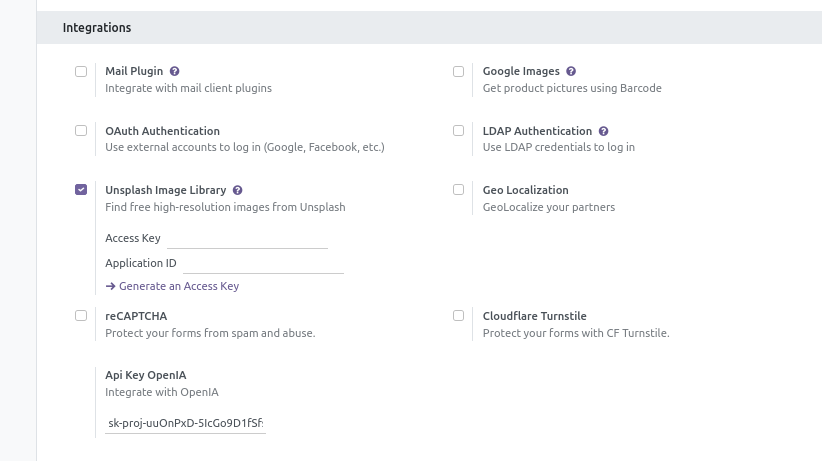 Integrations
Mail Plugin
Integrate with mail client plugins
Google Images
Get product pictures using Barcode
OAuth Authentication
Use external accounts to log in (Google, Facebook, etc.)
LDAP Authentication
Use LDAP credentials to log in
Unsplash Image Library
Find free high-resolution images from Unsplash
Access Key
Application ID
→ Generate an Access Key
Geo Localization
GeoLocalize your partners
reCAPTCHA
Protect your forms from spam and abuse.
Cloudflare Turnstile
Protect your forms with CF Turnstile.
Api Key OpenIA
Integrate with OpenIA
sk-proj-uuOnPxD-5IcGo9D1fSf